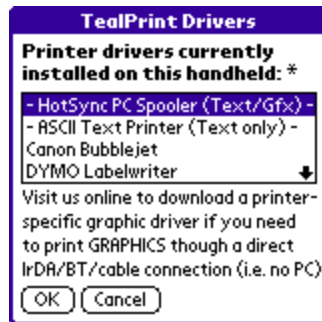 TealPrint Drivers
Printer drivers currently
installed on this handheld: *
- HotSync PC Spooler (Text/Gfx) -
- ASCII Text Printer (Text only) -
Canon Bubblejet
DYMO Labelwriter
Visit us online to download a printer-
specific graphic driver if you need
to print GRAPHICS though a direct
IrDA/BT/cable connection (i.e. no PC)
OK Cancel